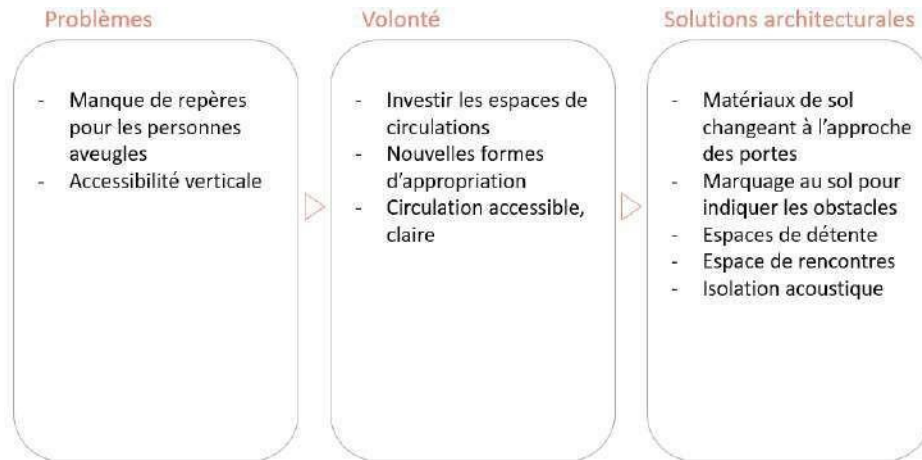 Problèmes
- Manque de repères
pour les personnes
aveugles
- Accessibilité verticale
Volonté
- Investir les espaces de
circulations
- Nouvelles formes
d'appropriation
- Circulation accessible,
claire
Solutions architecturales
- Matériaux de sol
changeant à l'approche
des portes
- Marquage au sol pour
indiquer les obstacles
- Espaces de détente
- Espace de rencontres
- Isolation acoustique